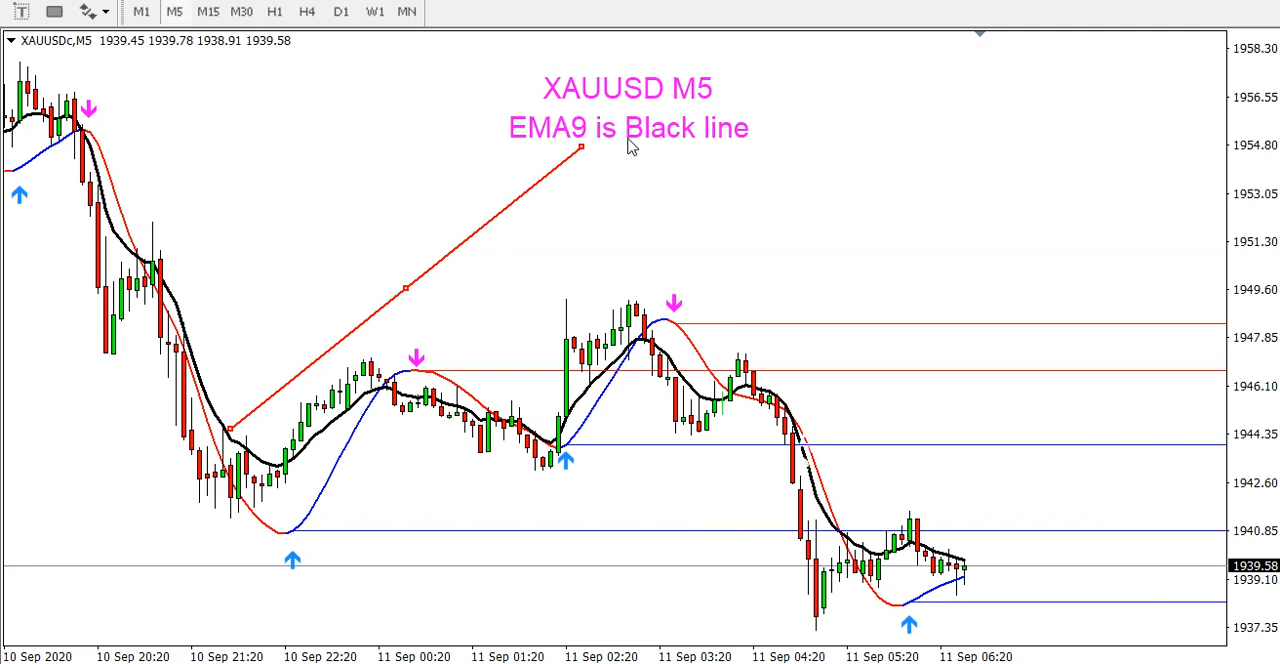 T
M1 M5 M15 M30 H1 H4 D1 W1 MN
XAUUSDc,M5 1939.45 1939.78 1938.91 1939.58
XAUUSD M5
EMA9 is Black line
1958.30
1956.55
1954.80
1953.05
1951.30
1949.60
1947.85
1946.10
1944.35
1942.60
1940.85
1939.58
1939.10
1937.35
10 Sep 2020 10 Sep 20:20 10 Sep 21:20 10 Sep 22:20 11 Sep 00:20 11 Sep 01:20 11 Sep 02:20 11 Sep 03:20 11 Sep 04:20 11 Sep 05:20 11 Sep 06:20